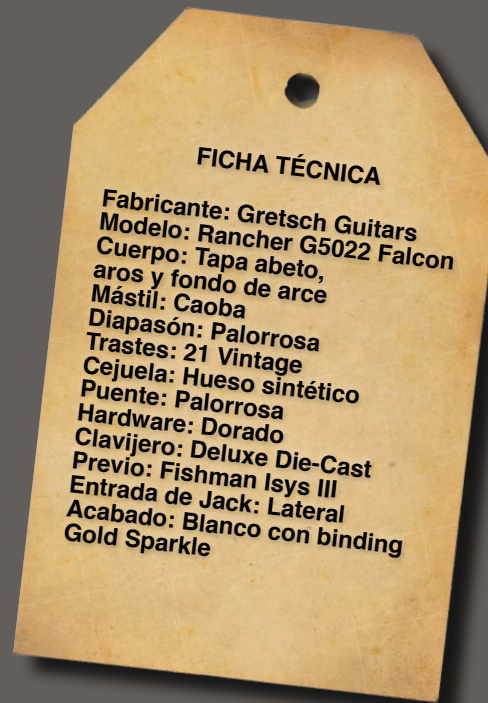 FICHA TÉCNICA
Fabricante: Gretsch Guitars
Modelo: Rancher G5022 Falcon
Cuerpo: Tapa abeto,
aros y fondo de arce
Mástil: Caoba
Diapasón: Palorrosa
Trastes: 21 Vintage
Cejuela: Hueso sintético
Puente: Palorrosa
Hardware: Dorado
Clavijero: Deluxe Die-Cast
Previo: Fishman Isys III
Entrada de Jack: Lateral
Acabado: Blanco con binding
Gold Sparkle